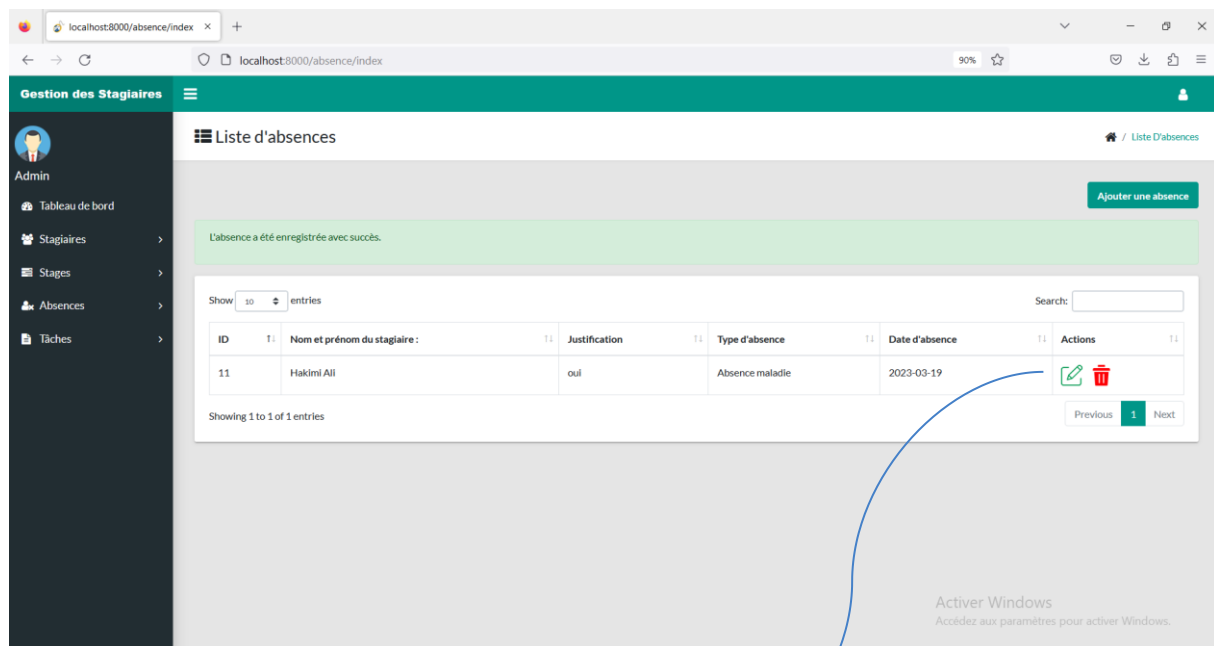 localhost:8000/absence/index
localhost:8000/absence/index
90%
Gestion des Stagiaires
Liste d'absences
/ Liste D'absences
Admin
Tableau de bord
Stagiaires
Stages
Absences
Tâches
Ajouter une absence
L'absence a été enregistrée avec succès.
Show 10 entries
Search:
ID Nom et prénom du stagiaire : Justification Type d'absence Date d'absence Actions
11 Hakimi Ali oui Absence maladie 2023-03-19
Showing 1 to 1 of 1 entries
Previous 1 Next
Activer Windows
Accédez aux paramètres pour activer Windows.